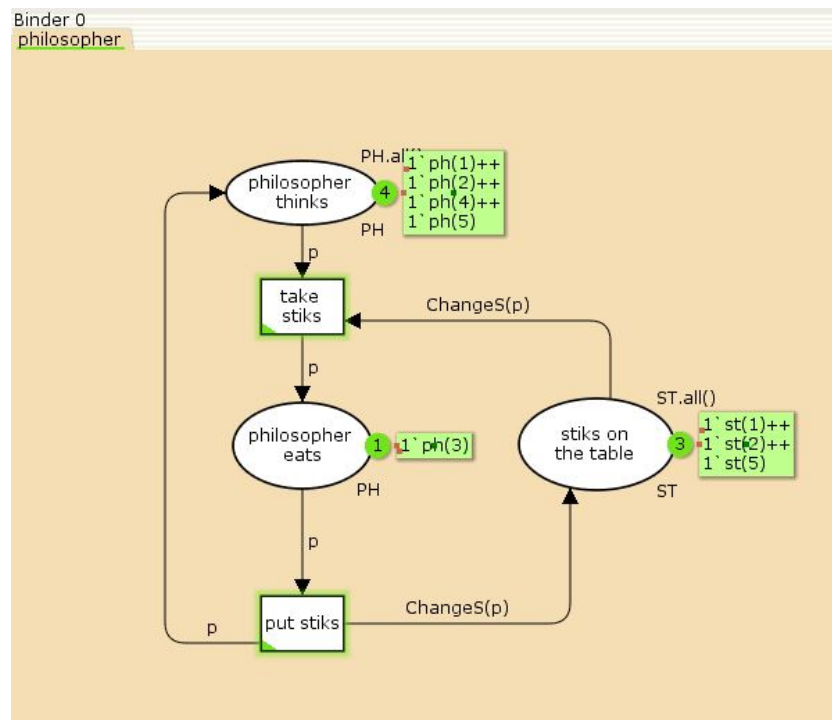 Binder 0
philosopher
PH.all()
1`ph(1)++
1`ph(2)++
1`ph(4)++
1`ph(5)
philosopher
thinks
4
PH
p
take
stiks
ChangeS(p)
p
ST.all()
philosopher
eats
1
1`ph(3)
PH
stiks on
the table
3
1`st(1)++
1`st(2)++
1`st(5)
ST
p
put stiks
ChangeS(p)
p